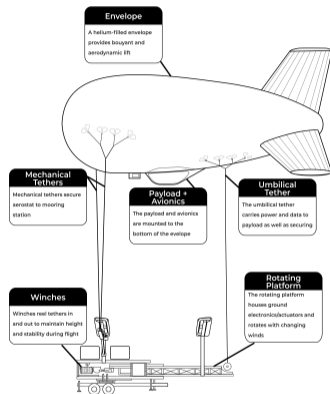 Envelope
A helium-filled envelope
provides bouyant and
aerodynamic lift
Mechanical
Tethers
Mechanical tethers secure
aerostat to mooring
station
Payload +
Avionics
The payload and avionics
are mounted to the
bottom of the evelope
Umbilical
Tether
The umbilical tether
carries power and data to
payload as well as securing
Winches
Winches reel tethers in
and out to maintain height
and stability during flight
Rotating
Platform
The rotating platform
houses ground
electronics/actuators and
rotates with changing
winds